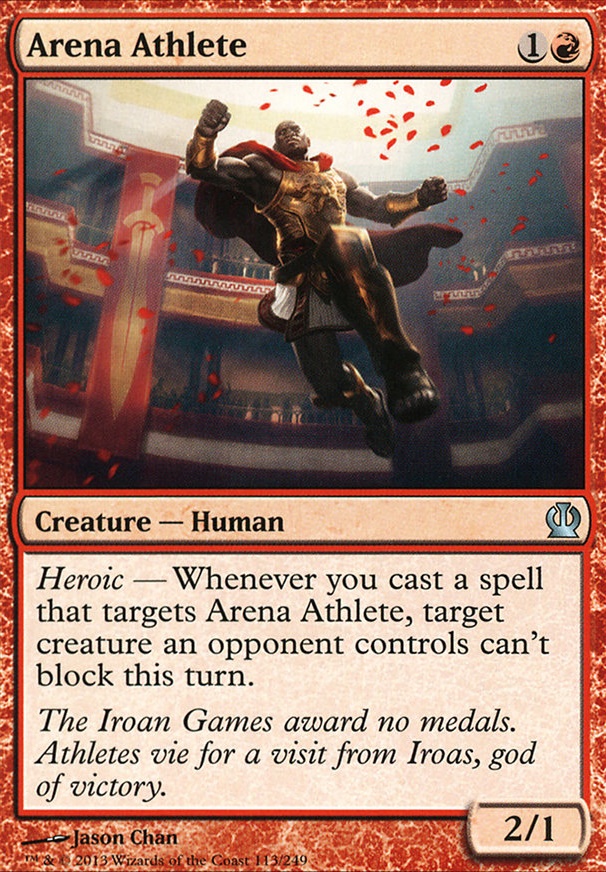 Arena Athlete 1
Creature — Human
Heroic — Whenever you cast a spell
that targets Arena Athlete, target
creature an opponent controls can't
block this turn.
The Iroan Games award no medals.
Athletes vie for a visit from Iroas, god
of victory.
2/1
Jason Chan
™ & © 2013 Wizards of the Coast 113/249